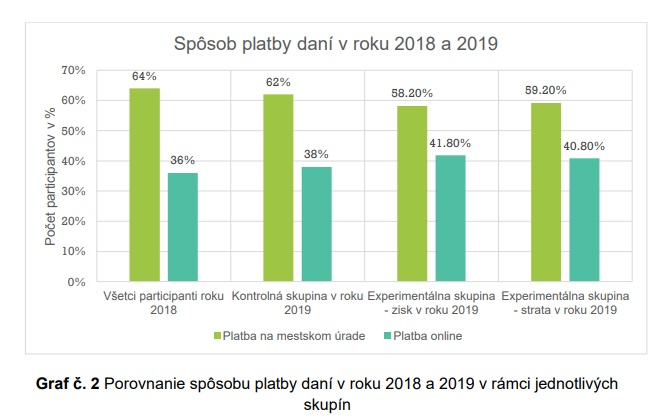 Spôsob platby daní v roku 2018 a 2019
Počet participantov v %
70%
60%
50%
40%
30%
20%
10%
0%
64%
36%
62%
38%
58.20%
41.80%
59.20%
40.80%
Všetci participanti roku
2018
Kontrolná skupina v roku
2019
Experimentálna skupina
- zisk v roku 2019
Experimentálna skupina
- strata v roku 2019
Platba na mestskom úrade
Platba online
Graf č. 2 Porovnanie spôsobu platby daní v roku 2018 a 2019 v rámci jednotlivých
skupín